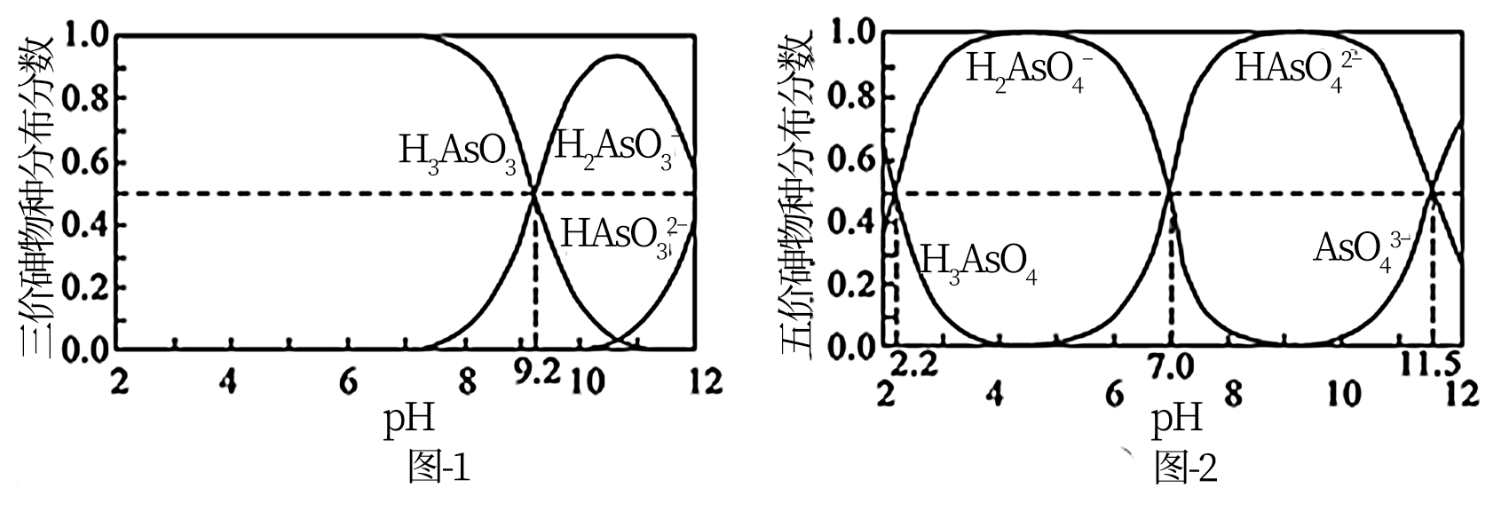 三价砷物种分布分数
1.0
0.8
0.6
0.4
0.2
0.0
H₃AsO₃
H₂AsO₃⁻
HAsO₃²⁻
2 4 6 8 9.2 10 12
pH
图-1
五价砷物种分布分数
1.0
0.8
0.6
0.4
0.2
0.0
H₂AsO₄⁻
HAsO₄²⁻
H₃AsO₄
AsO₄³⁻
2.2 7.0 11.5
2 4 6 8 10 12
pH
图-2